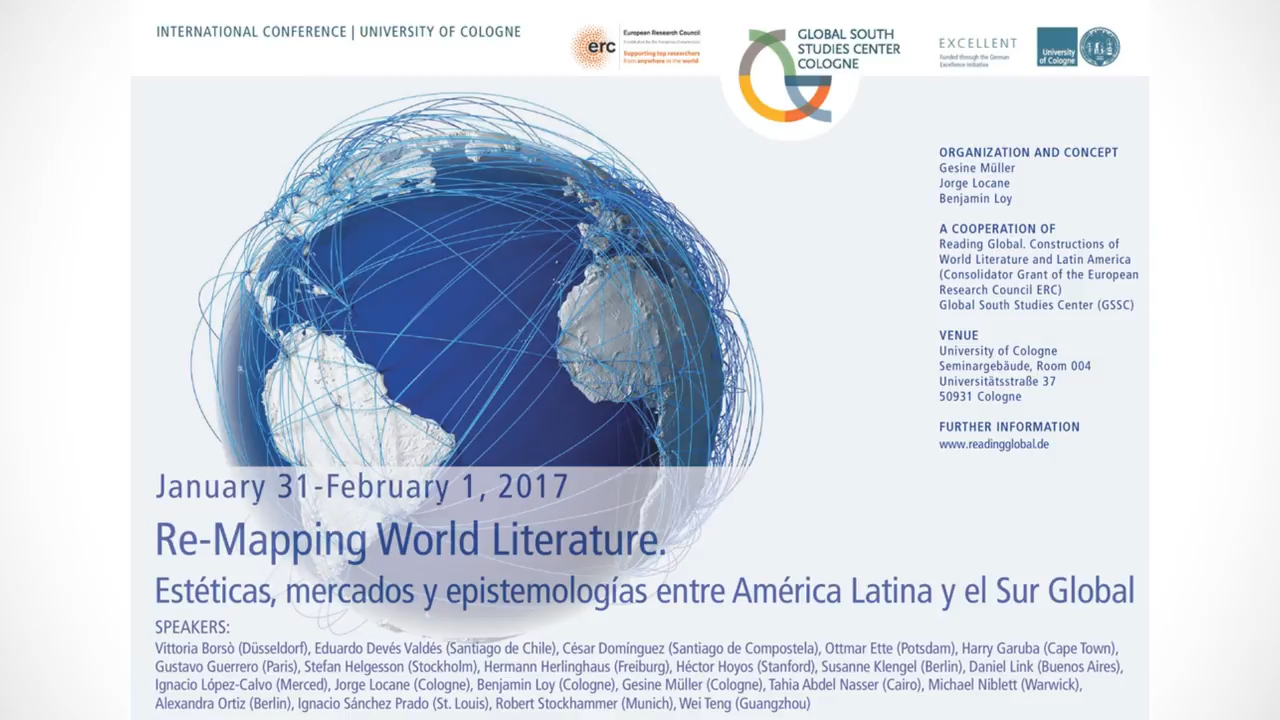 INTERNATIONAL CONFERENCE | UNIVERSITY OF COLOGNE
erc
European Research Council
Supporting top researchers
from anywhere in the world
GLOBAL SOUTH
STUDIES CENTER
COLOGNE
EXCELLENT
Funded through the German
Excellence Initiative
University
of Cologne
ORGANIZATION AND CONCEPT
Gesine Müller
Jorge Locane
Benjamin Loy
A COOPERATION OF
Reading Global. Constructions of
World Literature and Latin America
(Consolidator Grant of the European
Research Council ERC)
Global South Studies Center (GSSC)
VENUE
University of Cologne
Seminargebäude, Room 004
Universitätsstraße 37
50931 Cologne
FURTHER INFORMATION
www.readingglobal.de
January 31-February 1, 2017
Re-Mapping World Literature.
Estéticas, mercados y epistemologías entre América Latina y el Sur Global
SPEAKERS:
Vittoria Borsò (Düsseldorf), Eduardo Devés Valdés (Santiago de Chile), César Domínguez (Santiago de Compostela), Ottmar Ette (Potsdam), Harry Garuba (Cape Town),
Gustavo Guerrero (Paris), Stefan Helgesson (Stockholm), Hermann Herlinghaus (Freiburg), Héctor Hoyos (Stanford), Susanne Klengel (Berlin), Daniel Link (Buenos Aires),
Ignacio López-Calvo (Merced), Jorge Locane (Cologne), Benjamin Loy (Cologne), Gesine Müller (Cologne), Tahia Abdel Nasser (Cairo), Michael Niblett (Warwick),
Alexandra Ortiz (Berlin), Ignacio Sánchez Prado (St. Louis), Robert Stockhammer (Munich), Wei Teng (Guangzhou)